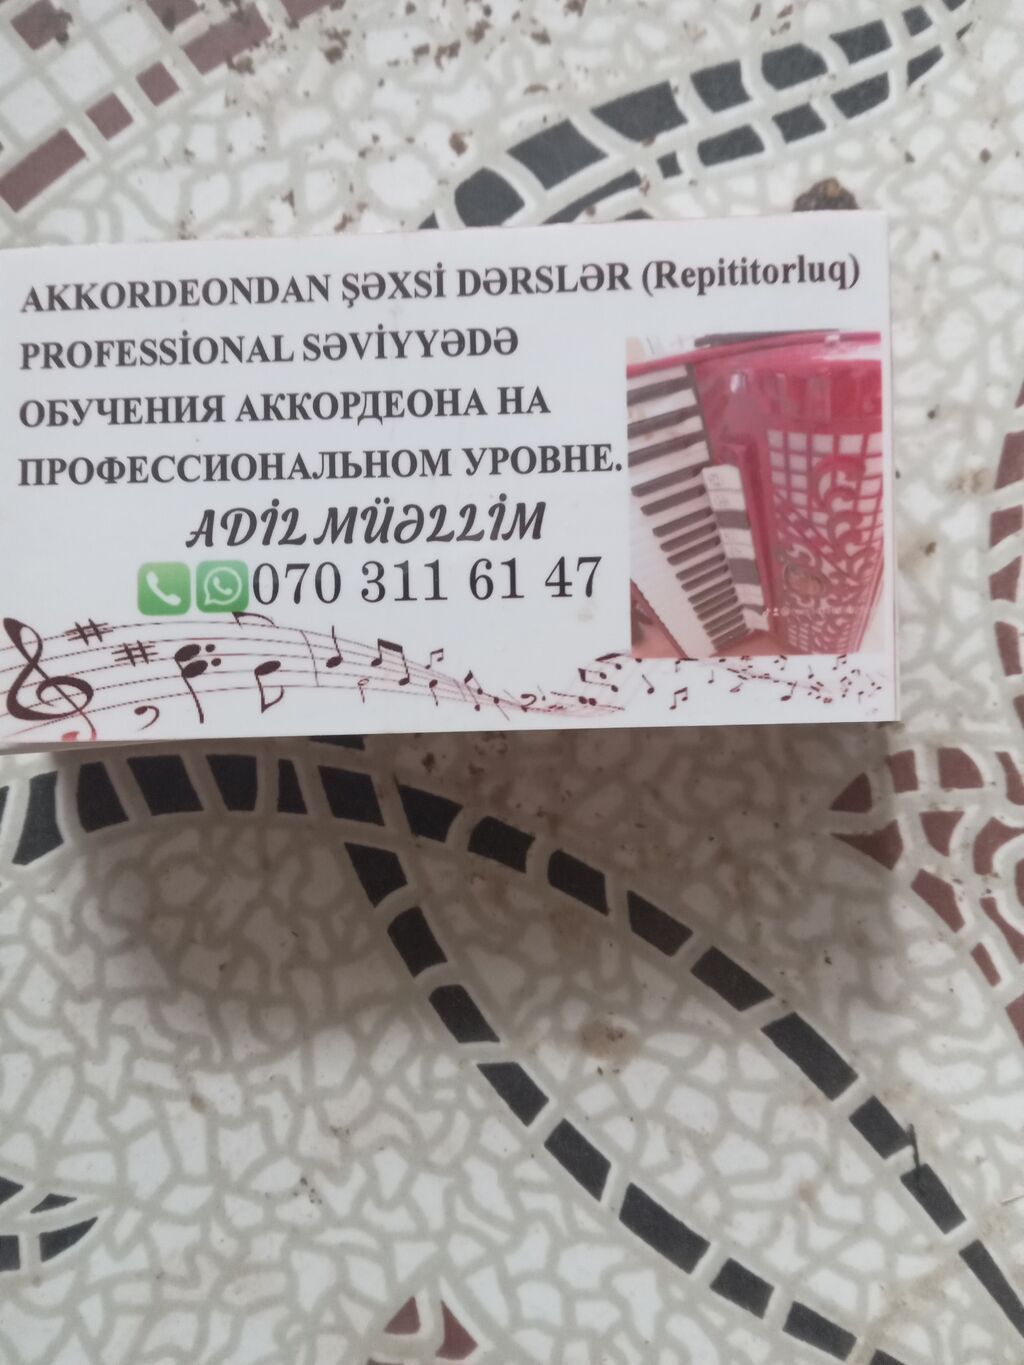 AKKORDEONDAN ŞƏXSİ DƏRSLƏR (Repititorluq)
PROFESSİONAL SƏVİYYƏDƏ
ОБУЧЕНИЯ АККОРДЕОНА НА
ПРОФЕССИОНАЛЬНОМ УРОВНЕ.
ADİL MÜƏLLİM
070 311 61 47